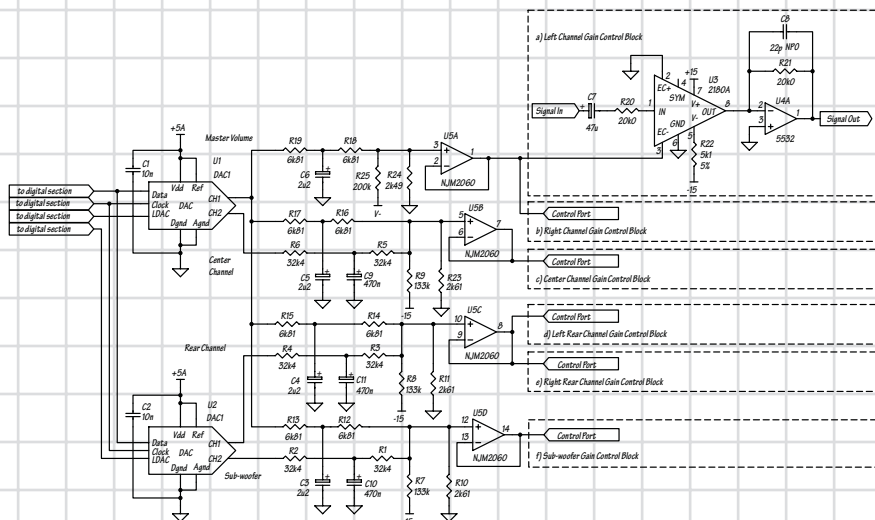 a) Left Channel Gain Control Block
C8
22p NPO
R21
20k0
+15
U3
2180A
2
4
7
EC+
SYM
V+
OUT
V-
IN
EC-
GND
1
8
3
6
5
C7
47u
R20
20k0
Signal In
2
3
1
U4A
5532
Signal Out
R22
5k1
5%
-15
+5A
Master Volume
C1
10n
U1
DAC1
Vdd
Ref
Data
Clock
LDAC
DAC
CH1
CH2
Dgnd
Agnd
to digital section
to digital section
to digital section
to digital section
R19
6k81
R18
6k81
C6
2u2
R25
200k
R24
2k49
V-
U5A
3
2
1
NJM2060
R17
6k81
R16
6k81
R6
32k4
R5
32k4
Center
Channel
C5
2u2
C9
470n
R9
133k
R23
2k61
-15
U5B
5
6
7
NJM2060
Control Port
b) Right Channel Gain Control Block
Control Port
c) Center Channel Gain Control Block
R15
6k81
R14
6k81
R4
32k4
R3
32k4
Rear Channel
C4
2u2
C11
470n
R8
133k
R11
2k61
-15
U5C
10
9
8
NJM2060
Control Port
d) Left Rear Channel Gain Control Block
Control Port
e) Right Rear Channel Gain Control Block
+5A
C2
10n
U2
DAC1
Vdd
Ref
Data
Clock
LDAC
DAC
CH1
CH2
Dgnd
Agnd
Sub-woofer
R13
6k81
R12
6k81
R2
32k4
R1
32k4
C3
2u2
C10
470n
R7
133k
R10
2k61
-15
U5D
12
13
14
NJM2060
Control Port
f) Sub-woofer Gain Control Block